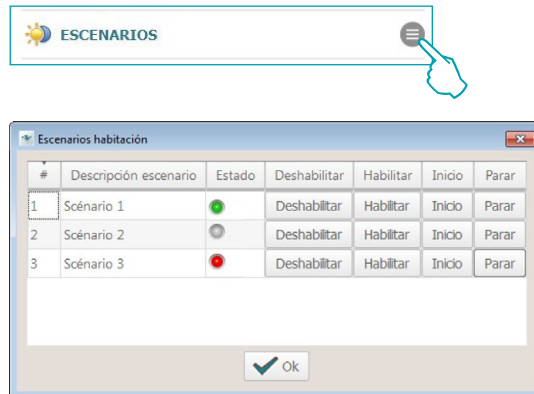 ESCENARIOS
Escenarios habitación
# Descripción escenario Estado Deshabilitar Habilitar Inicio Parar
1 Scénario 1 Deshabilitar Habilitar Inicio Parar
2 Scénario 2 Deshabilitar Habilitar Inicio Parar
3 Scénario 3 Deshabilitar Habilitar Inicio Parar
Ok